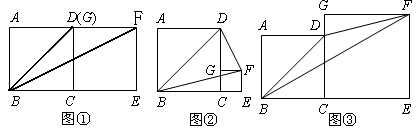 A D(G) F
B C E
图①
A D
G F
B C E
图②
G F
A D
B C E
图③